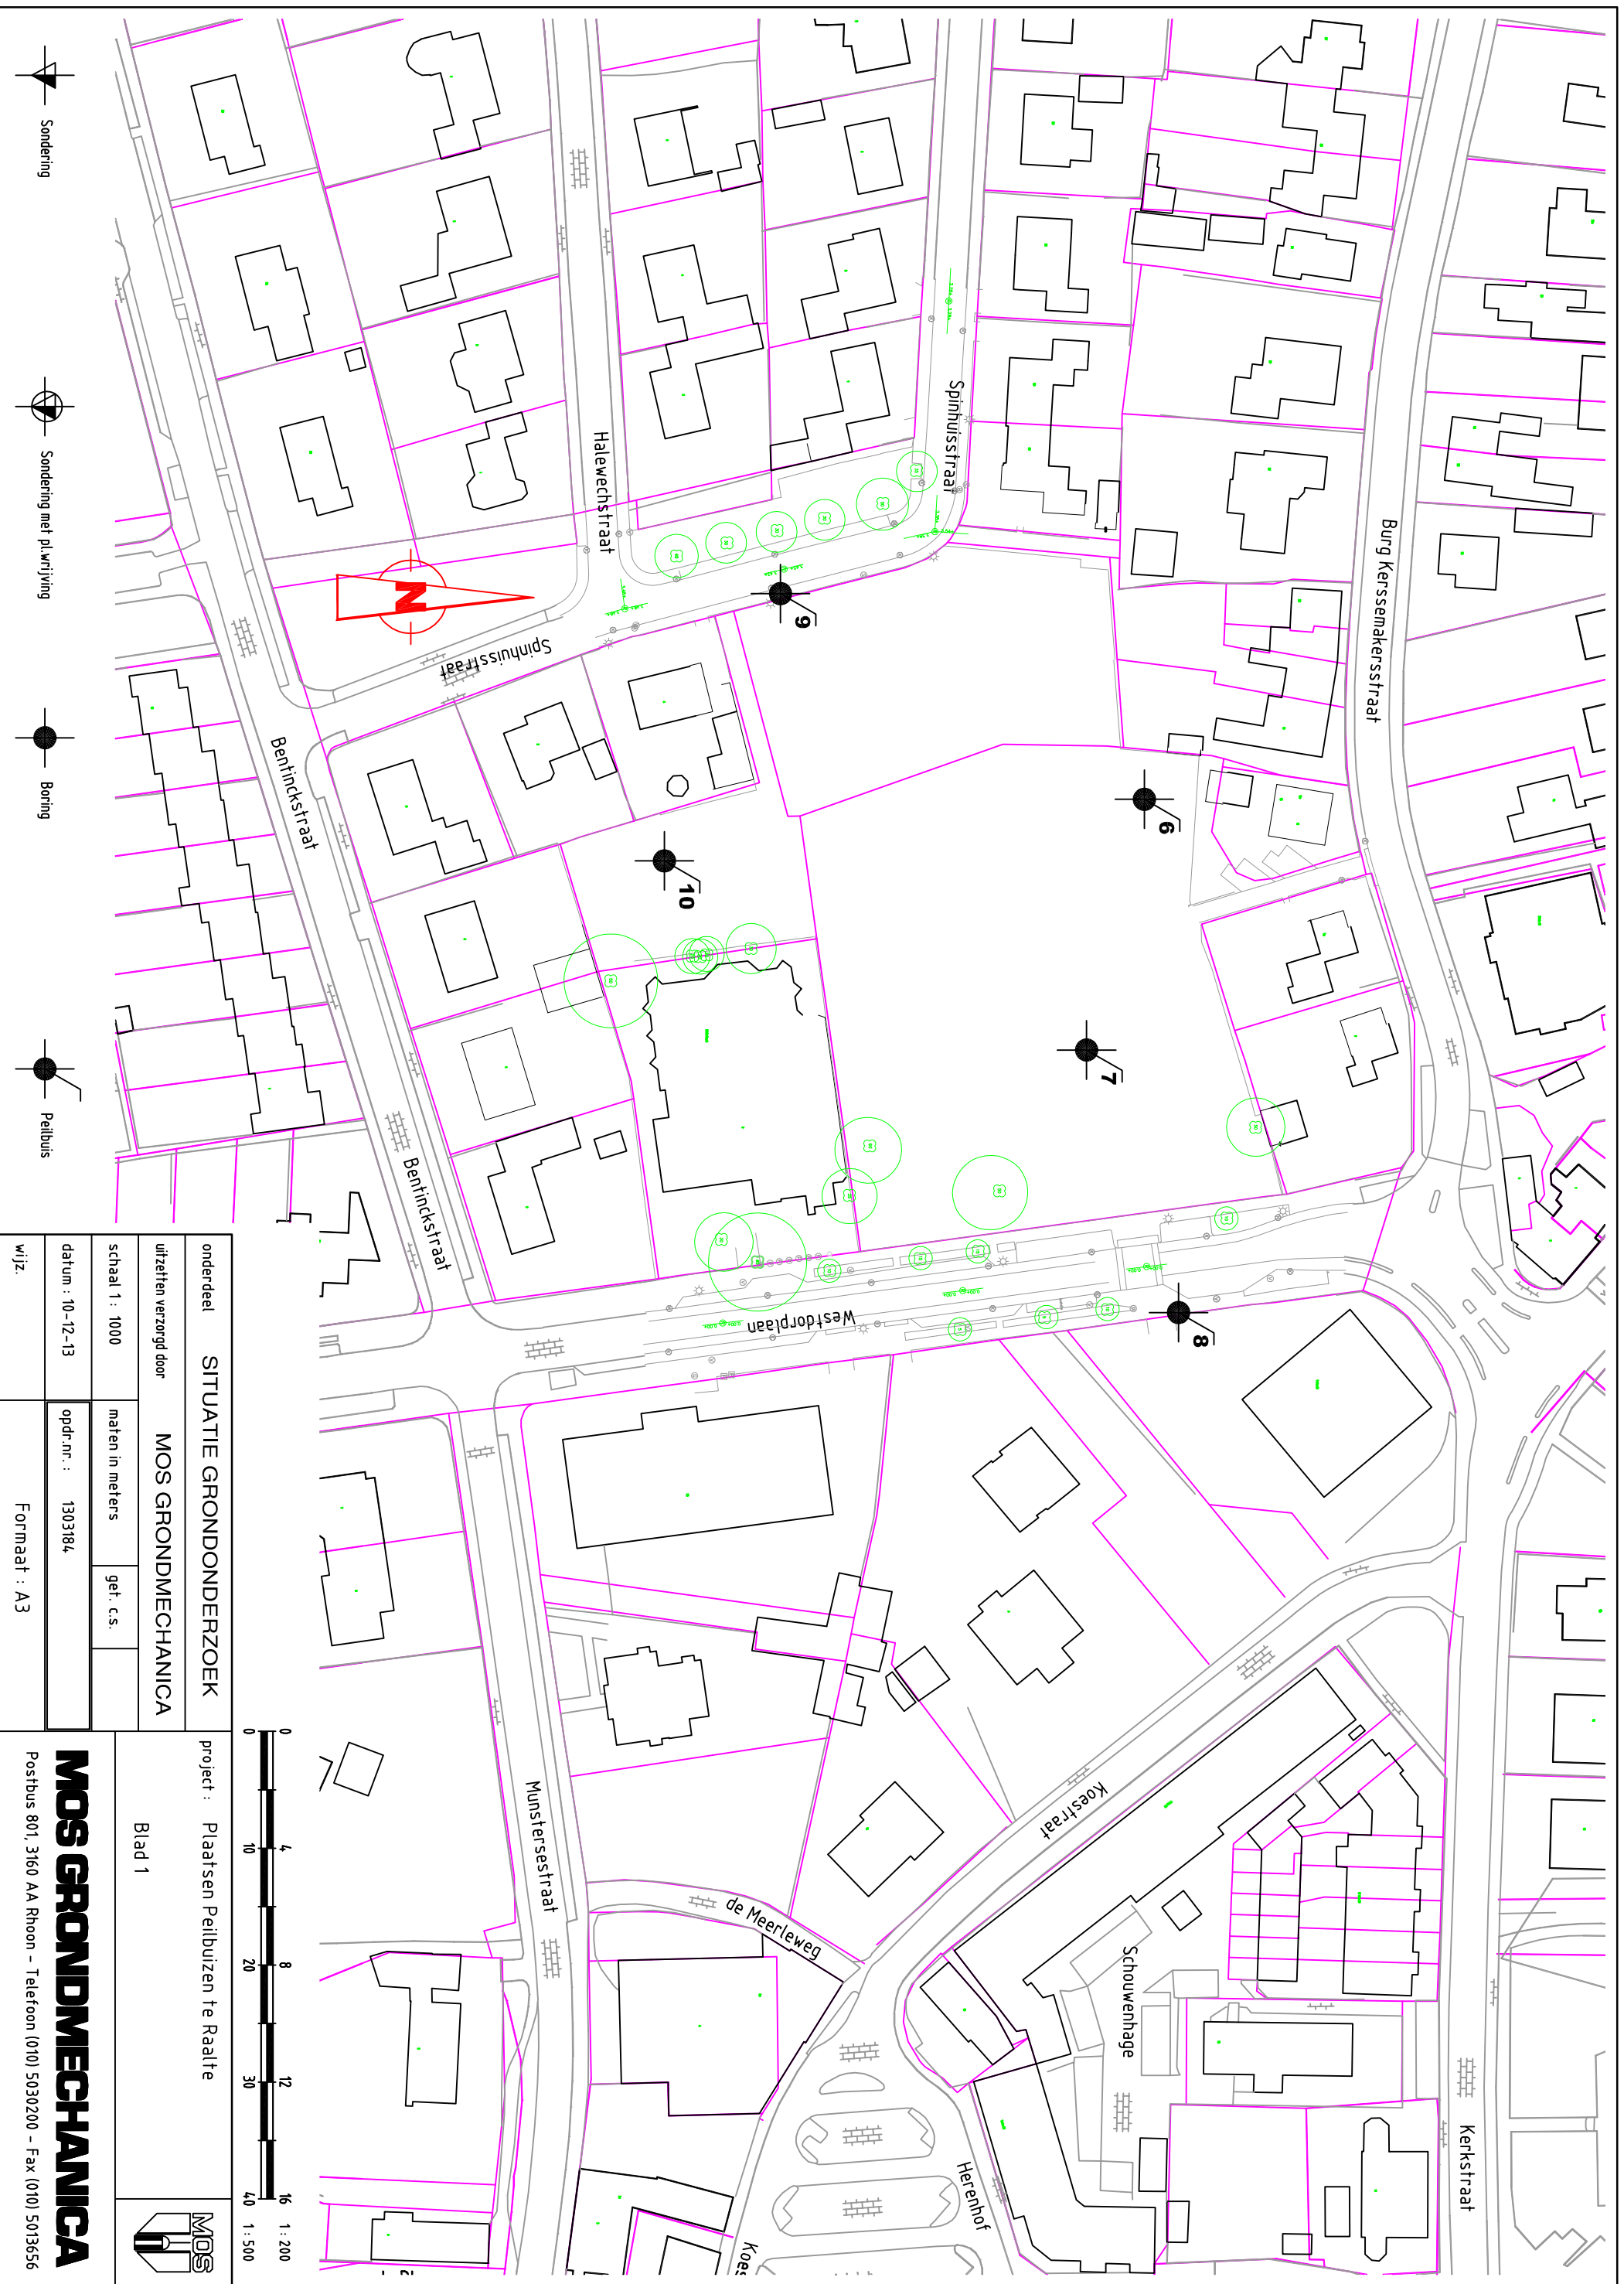 Burg Kerssemakerstraat
Spinhuisstraat
Halewechstraat
Spinhuisstraat
Bentinckstraat
Bentinckstraat
Westdorplaan
Munstersestraat
de Meerleweg
Koestraat
Schouwenhage
Herenhof
Kerkstraat
6
7
8
9
10
N
Sondering
Sondering met pl.wrijving
Boring
Peilbuis
0 4 8 12 16 1 : 200
0 10 20 30 40 1 : 500
onderdeel SITUATIE GRONDONDERZOEK
uitzetten verzorgd door MOS GRONDMECHANICA
schaal 1 : 1000 maten in meters get. c.s.
datum : 10-12-13 opdr.nr. : 1303184
wijz. Formaat : A3
project : Plaatsen Peilbuizen te Raalte
Blad 1
MOS
MOS GRONDMECHANICA
Postbus 801, 3160 AA Rhoon - Telefoon (010) 5030200 - Fax (010) 5013656